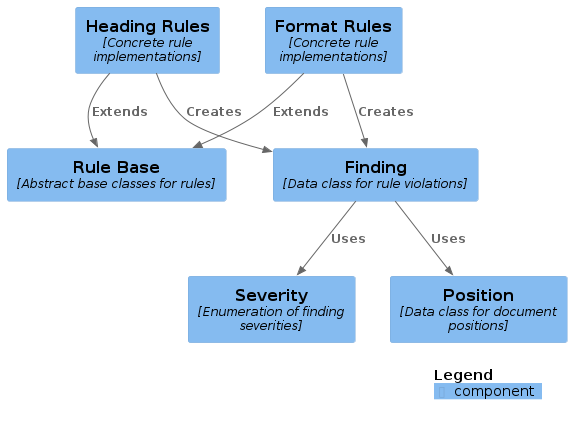 Heading Rules
[Concrete rule
implementations]
Format Rules
[Concrete rule
implementations]
Extends
Creates
Extends
Creates
Rule Base
[Abstract base classes for rules]
Finding
[Data class for rule violations]
Uses
Uses
Severity
[Enumeration of finding
severities]
Position
[Data class for document
positions]
Legend
component